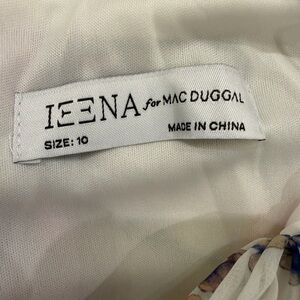 IEENA for MAC DUGGAL
SIZE: 10 MADE IN CHINA